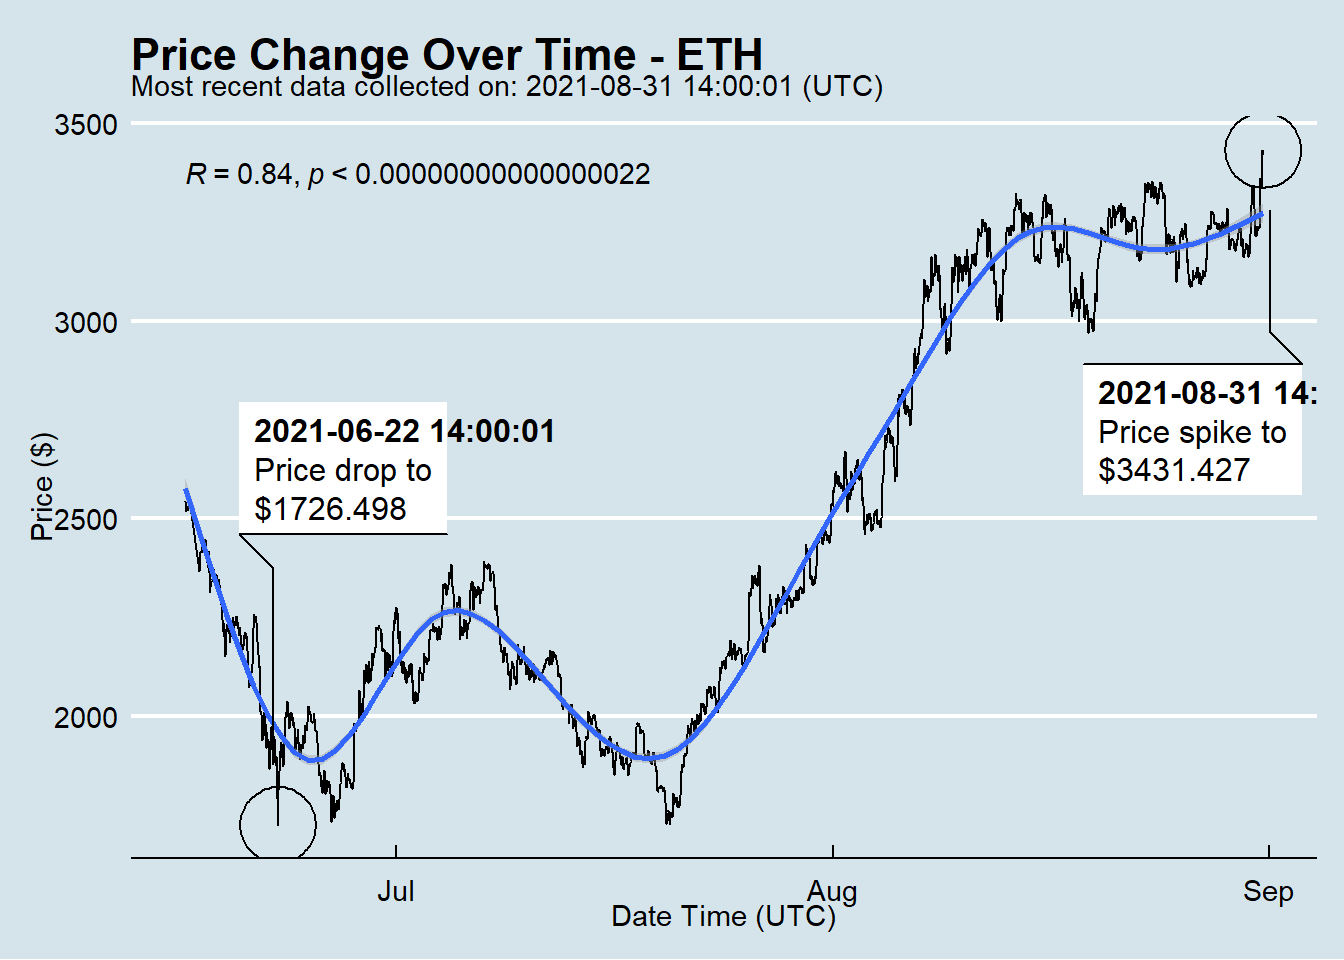 Price Change Over Time - ETH
Most recent data collected on: 2021-08-31 14:00:01 (UTC)
R = 0.84, p < 0.00000000000000022
3500
3000
2500
2000
Price ($)
2021-06-22 14:00:01
Price drop to
$1726.498
2021-08-31 14:
Price spike to
$3431.427
Jul
Aug
Sep
Date Time (UTC)